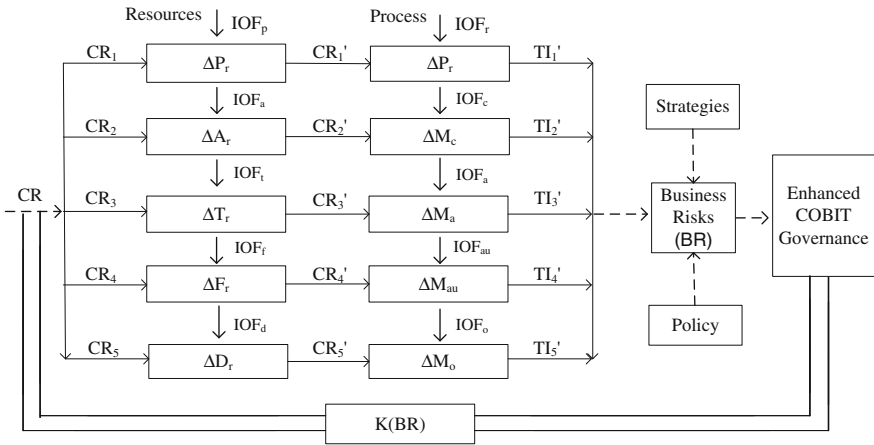 Resources
Process
IOFp
IOFr
CR1
ΔPr
CR1'
ΔPr
TI1'
IOFa
IOFc
CR2
ΔAr
CR2'
ΔMc
TI2'
Strategies
IOFt
IOFa
CR
CR3
ΔTr
CR3'
ΔMa
TI3'
Business
Risks
(BR)
Enhanced
COBIT
Governance
IOFf
IOFau
CR4
ΔFr
CR4'
ΔMau
TI4'
Policy
IOFd
IOFo
CR5
ΔDr
CR5'
ΔMo
TI5'
K(BR)